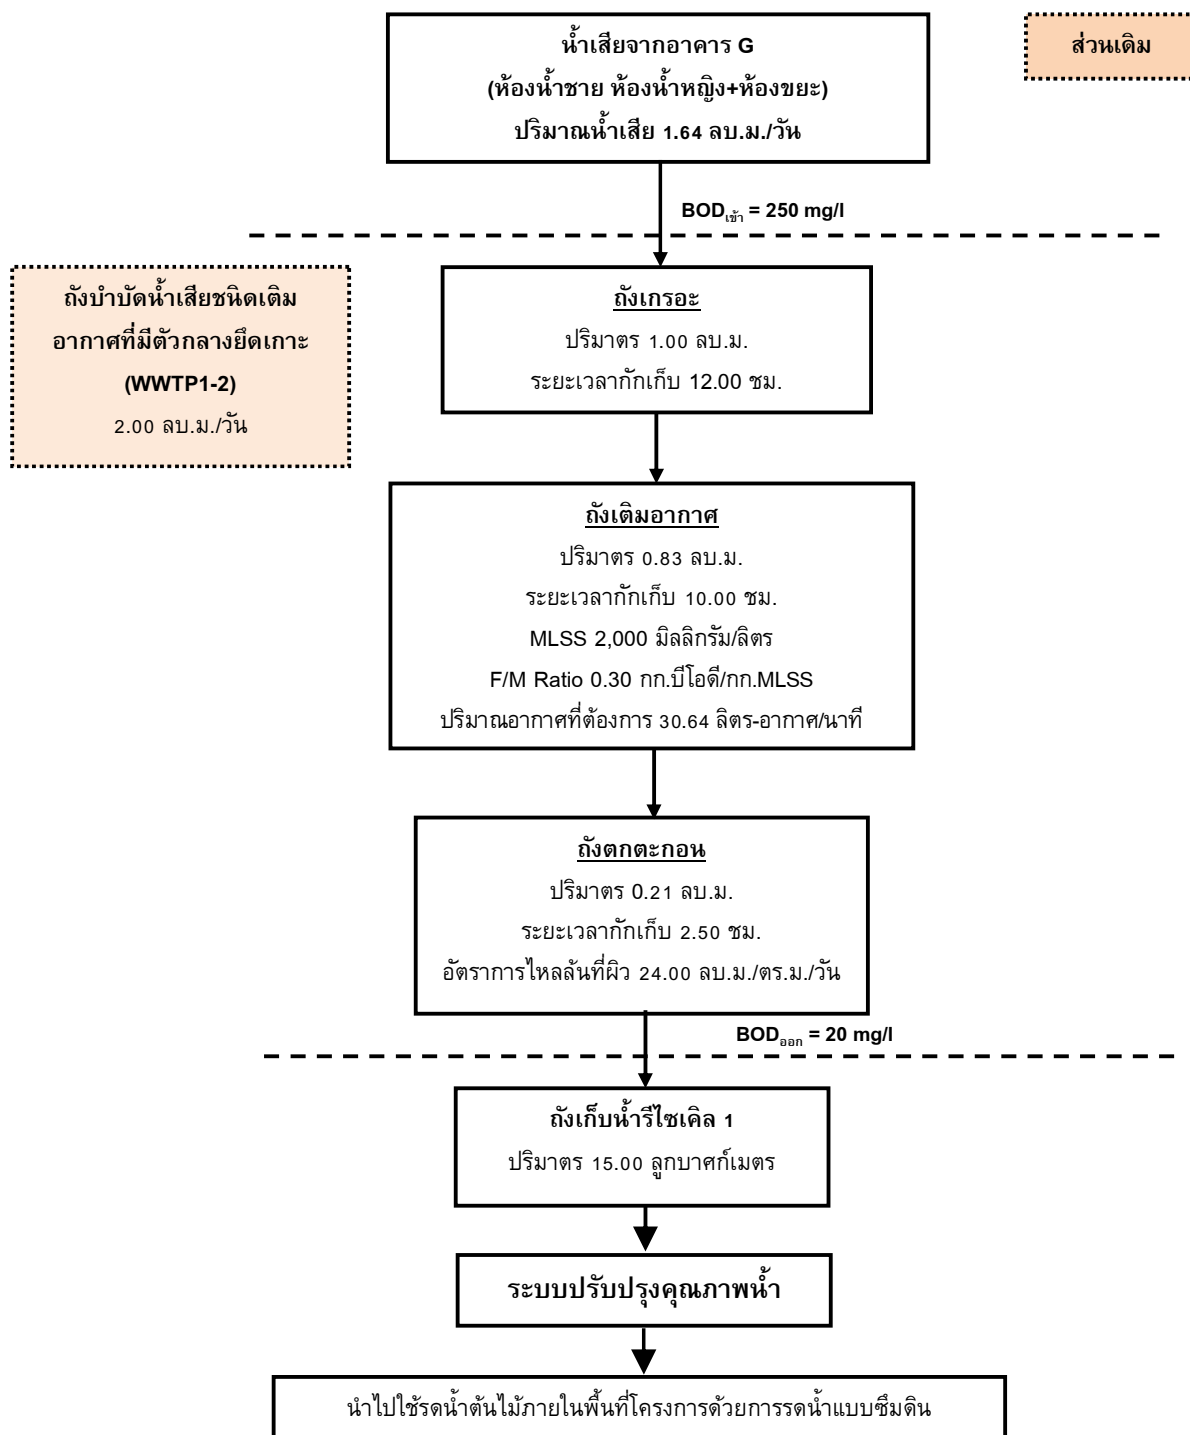 น้ำเสียจากอาคาร G
(ห้องน้ำชาย ห้องน้ำหญิง+ห้องขยะ)
ปริมาณน้ำเสีย 1.64 ลบ.ม./วัน
ส่วนเดิม
BODเข้า = 250 mg/l
ถังบำบัดน้ำเสียชนิดเติม
อากาศที่มีตัวกลางยึดเกาะ
(WWTP1-2)
2.00 ลบ.ม./วัน
ถังเกรอะ
ปริมาตร 1.00 ลบ.ม.
ระยะเวลากักเก็บ 12.00 ชม.
ถังเติมอากาศ
ปริมาตร 0.83 ลบ.ม.
ระยะเวลากักเก็บ 10.00 ชม.
MLSS 2,000 มิลลิกรัม/ลิตร
F/M Ratio 0.30 กก.บีโอดี/กก.MLSS
ปริมาณอากาศที่ต้องการ 30.64 ลิตร-อากาศ/นาที
ถังตกตะกอน
ปริมาตร 0.21 ลบ.ม.
ระยะเวลากักเก็บ 2.50 ชม.
อัตราการไหลล้นที่ผิว 24.00 ลบ.ม./ตร.ม./วัน
BODออก = 20 mg/l
ถังเก็บน้ำรีไซเคิล 1
ปริมาตร 15.00 ลูกบาศก์เมตร
ระบบปรับปรุงคุณภาพน้ำ
นำไปใช้รดน้ำต้นไม้ภายในพื้นที่โครงการด้วยการรดน้ำแบบซึมดิน